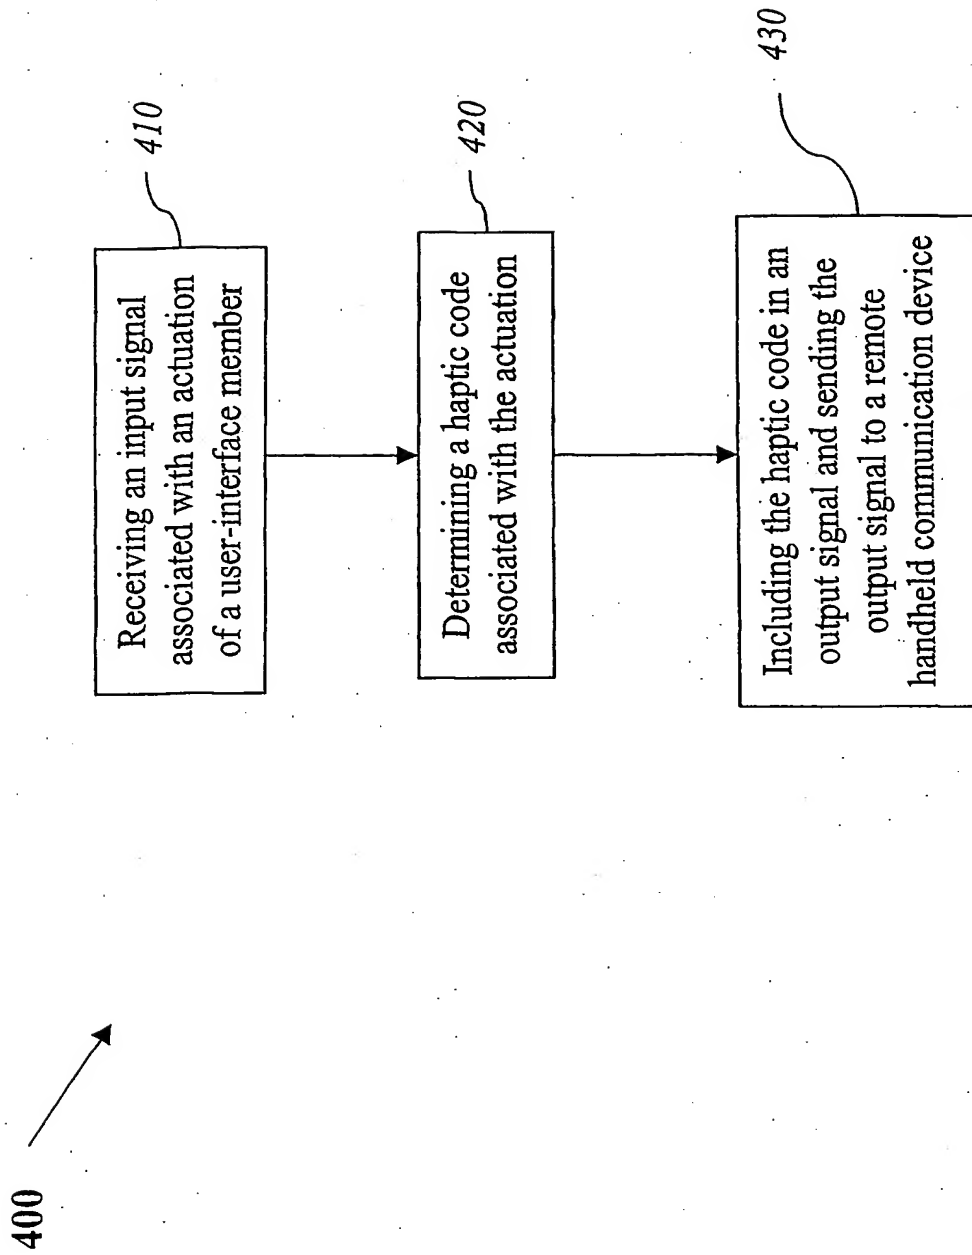 400
Receiving an input signal
associated with an actuation
of a user-interface member
410
Determining a haptic code
associated with the actuation
420
Including the haptic code in an
output signal and sending the
output signal to a remote
handheld communication device
430